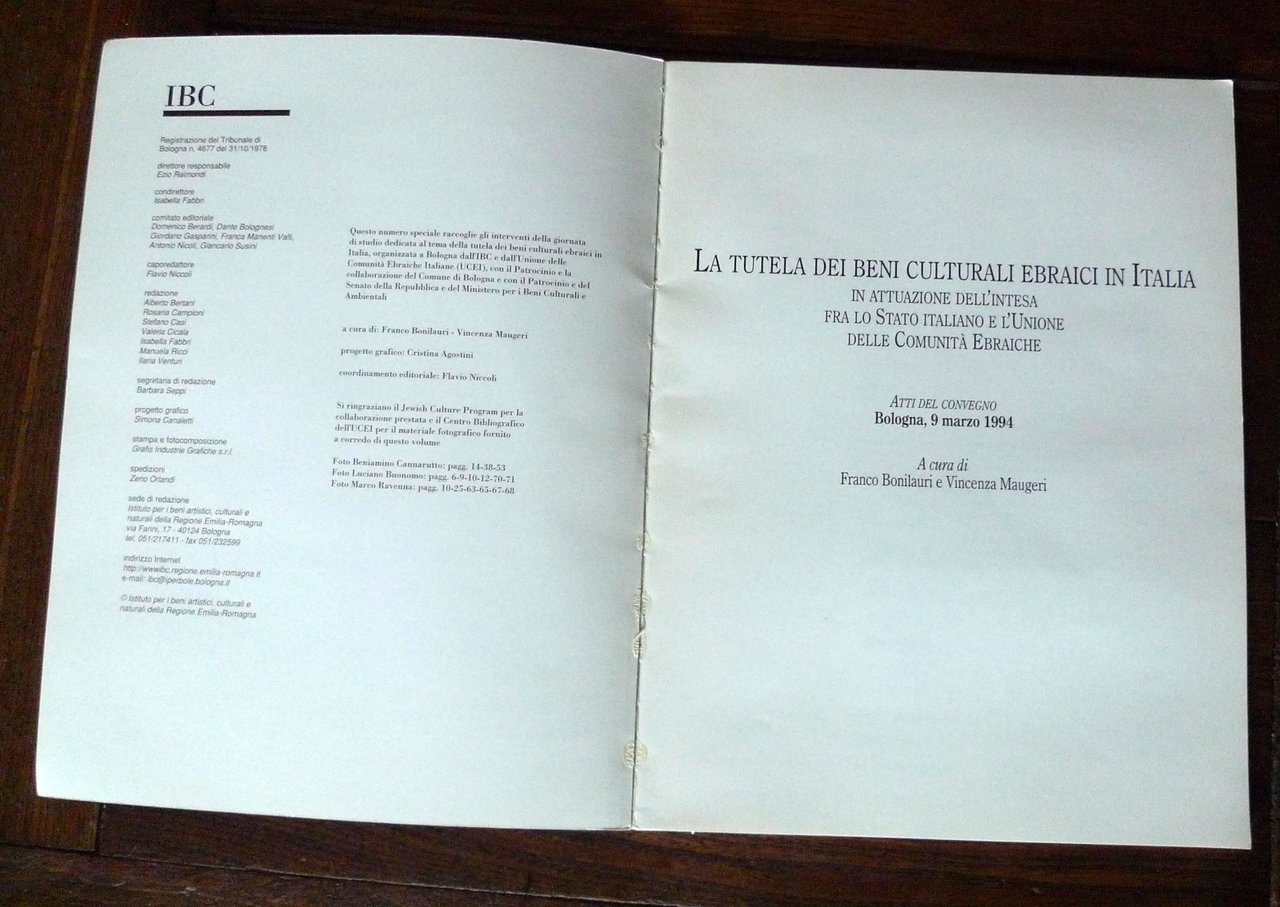 IBC
Registrazione del Tribunale di
Bologna n. 4677 del 31/10/1978
direttore responsabile
Ezio Raimondi
condirettore
Isabella Fabbri
comitato editoriale
Domenico Berardi, Dante Bolognesi
Giordano Gasparini, Franca Manenti Valli,
Antonio Nicoli, Giancarlo Susini
caporedattore
Flavio Niccoli
redazione
Alberto Bertani
Rosaria Campioni
Stefano Casi
Valeria Cicala
Isabella Fabbri
Manuela Ricci
Ilaria Venturi
segretaria di redazione
Barbara Seppi
progetto grafico
Simona Canaletti
stampa e fotocomposizione
Grafis Industrie Grafiche s.r.l.
spedizioni
Zeno Orlandi
sede di redazione
Istituto per i beni artistici, culturali e
naturali della Regione Emilia-Romagna
via Farini, 17 - 40124 Bologna
tel. 051/217411 - fax 051/232599
indirizzo Internet
http://wwwibc.regione.emilia-romagna.it
e-mail: ibc@iperbole.bologna.it
© Istituto per i beni artistici, culturali e
naturali della Regione Emilia-Romagna
Questo numero speciale raccoglie gli interventi della giornata
di studio dedicata al tema della tutela dei beni culturali ebraici in
Italia, organizzata a Bologna dall'IBC e dall'Unione delle
Comunità Ebraiche Italiane (UCEI), con il Patrocinio e la
collaborazione del Comune di Bologna e con il Patrocinio e del
Senato della Repubblica e del Ministero per i Beni Culturali e
Ambientali
a cura di: Franco Bonilauri - Vincenza Maugeri
progetto grafico: Cristina Agostini
coordinamento editoriale: Flavio Niccoli
Si ringraziano il Jewish Culture Program per la
collaborazione prestata e il Centro Bibliografico
dell'UCEI per il materiale fotografico fornito
a corredo di questo volume
Foto Beniamino Cannarutto: pagg. 14-38-53
Foto Luciano Buonomo: pagg. 6-9-10-12-70-71
Foto Marco Ravenna: pagg. 10-25-63-65-67-68
LA TUTELA DEI BENI CULTURALI EBRAICI IN ITALIA
IN ATTUAZIONE DELL'INTESA
FRA LO STATO ITALIANO E L'UNIONE
DELLE COMUNITÀ EBRAICHE
ATTI DEL CONVEGNO
Bologna, 9 marzo 1994
A cura di
Franco Bonilauri e Vincenza Maugeri